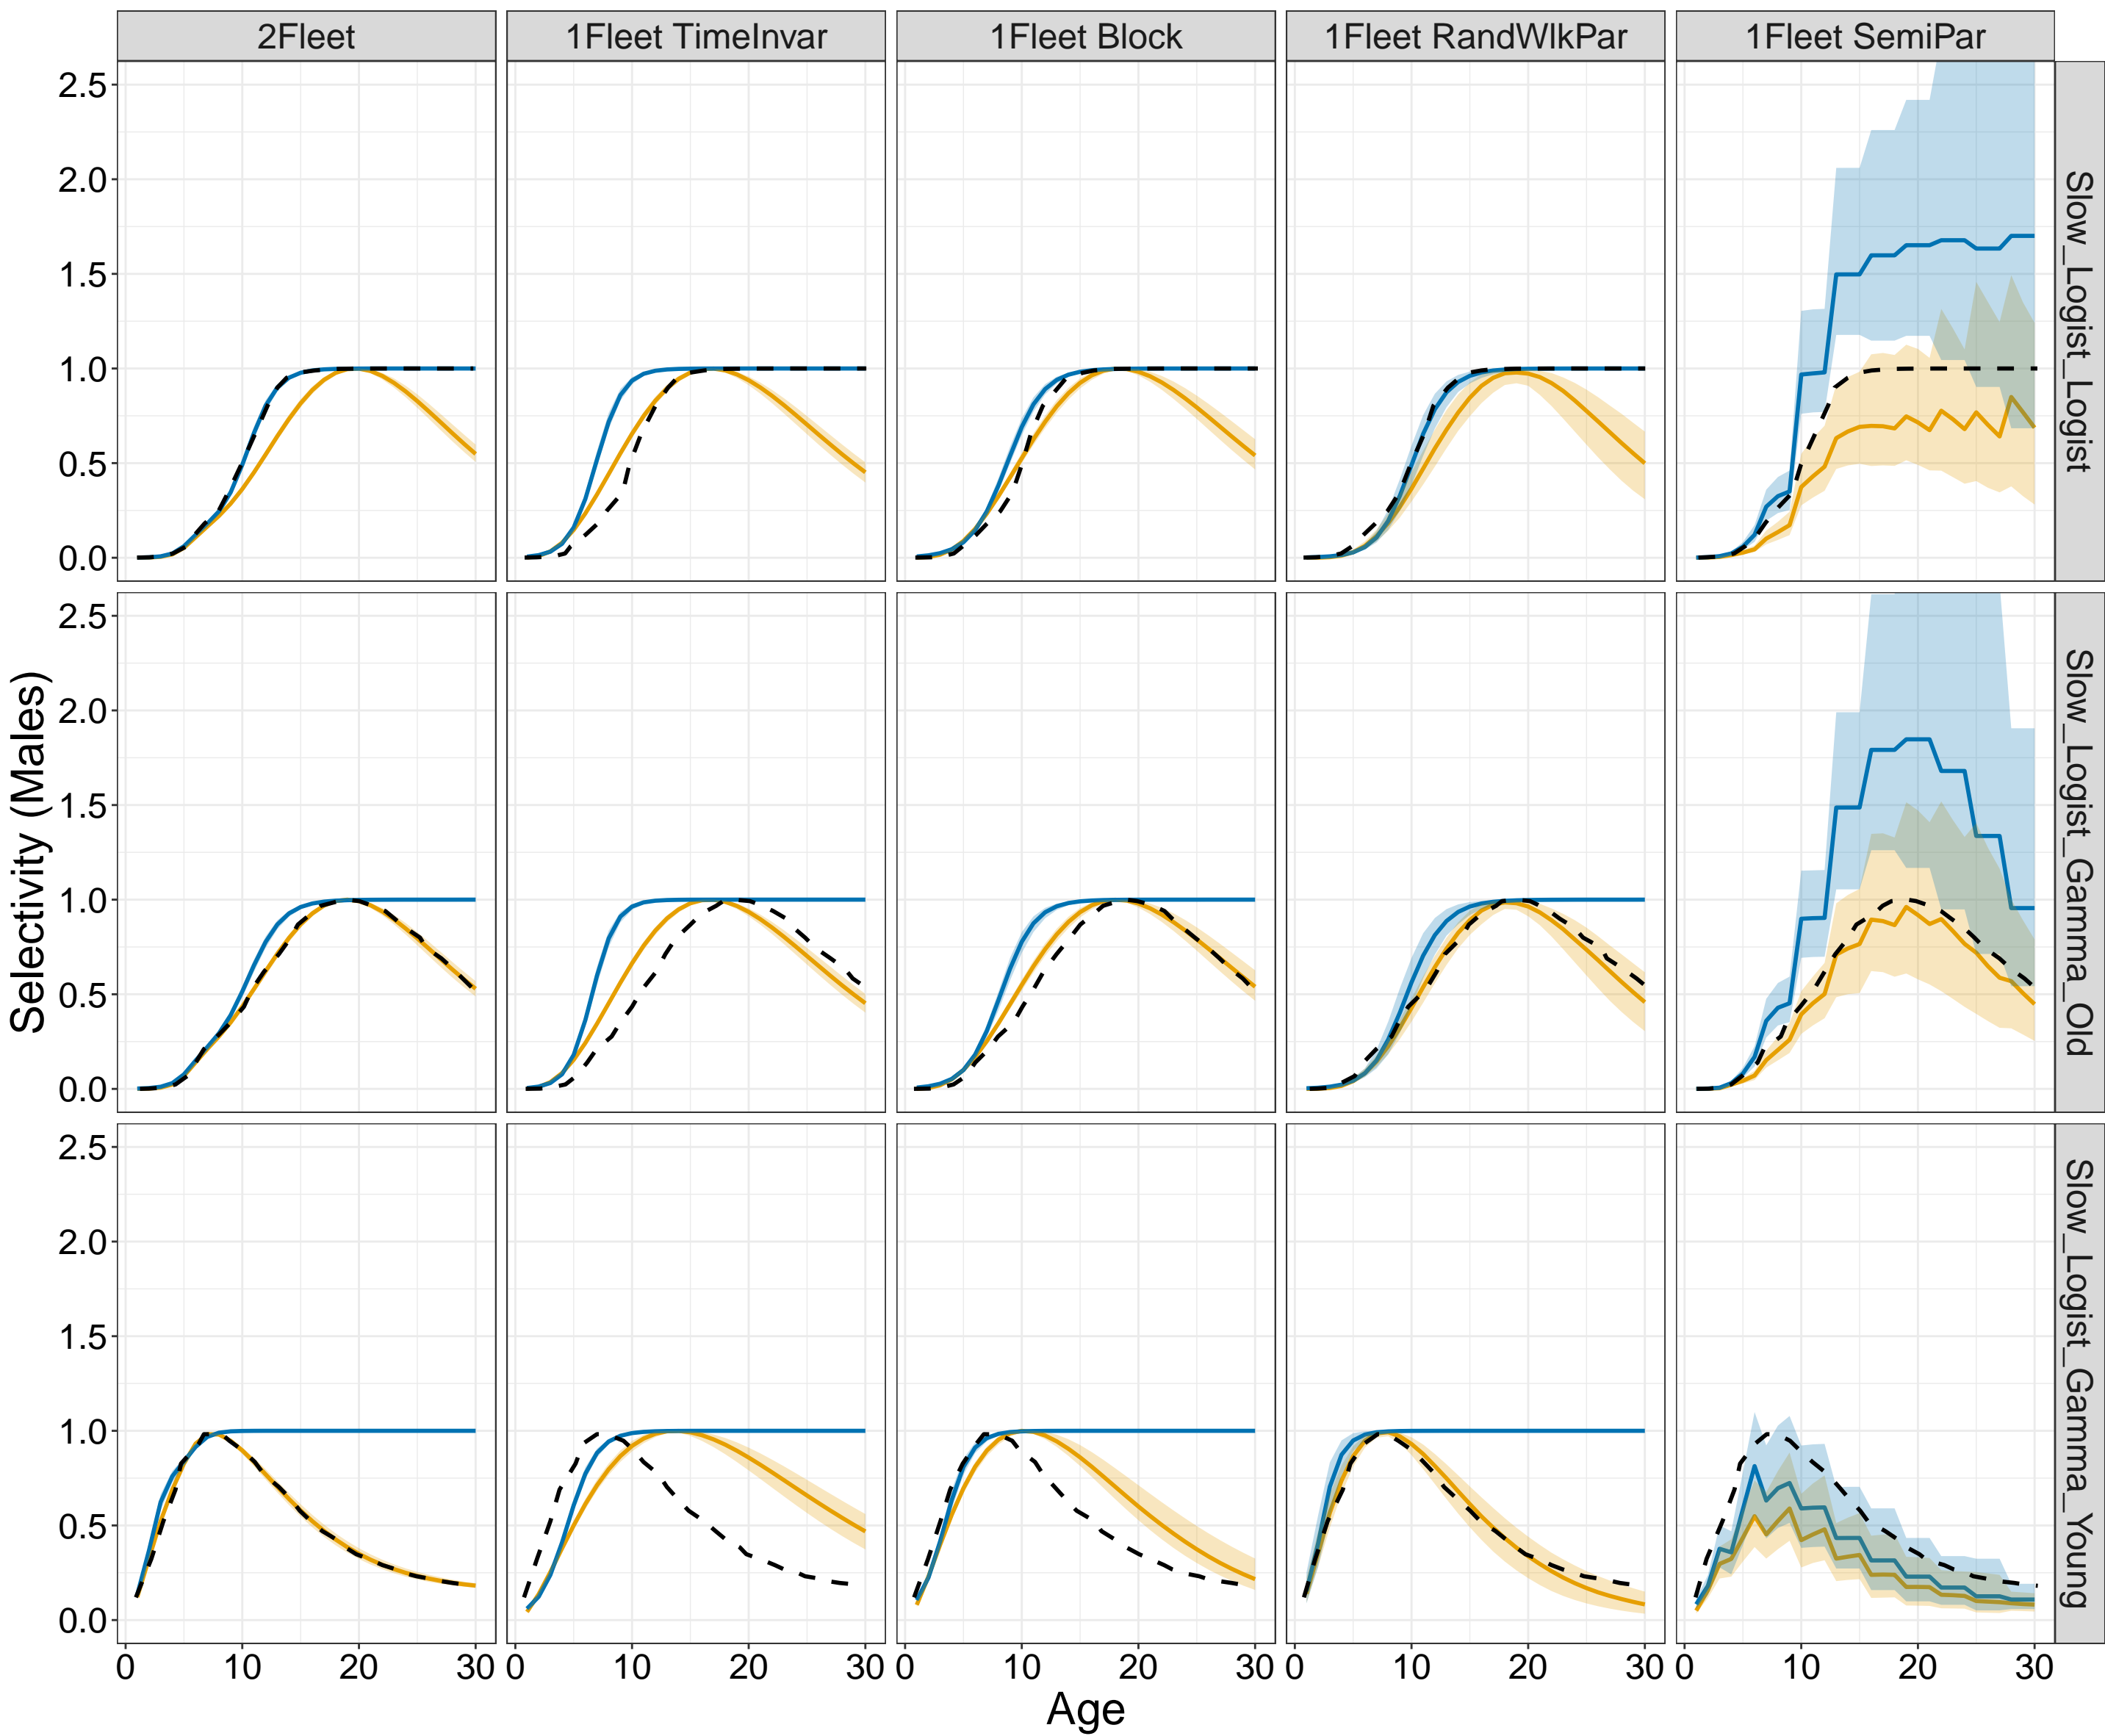 2Fleet
1Fleet TimeInvar
1Fleet Block
1Fleet RandWlkPar
1Fleet SemiPar
Selectivity (Males)
2.5
2.0
1.5
1.0
0.5
0.0
Slow_Logist_Logist
2.5
2.0
1.5
1.0
0.5
0.0
Slow_Logist_Gamma_Old
2.5
2.0
1.5
1.0
0.5
0.0
Slow_Logist_Gamma_Young
0 10 20 30
0 10 20 30
0 10 20 30
0 10 20 30
0 10 20 30
Age